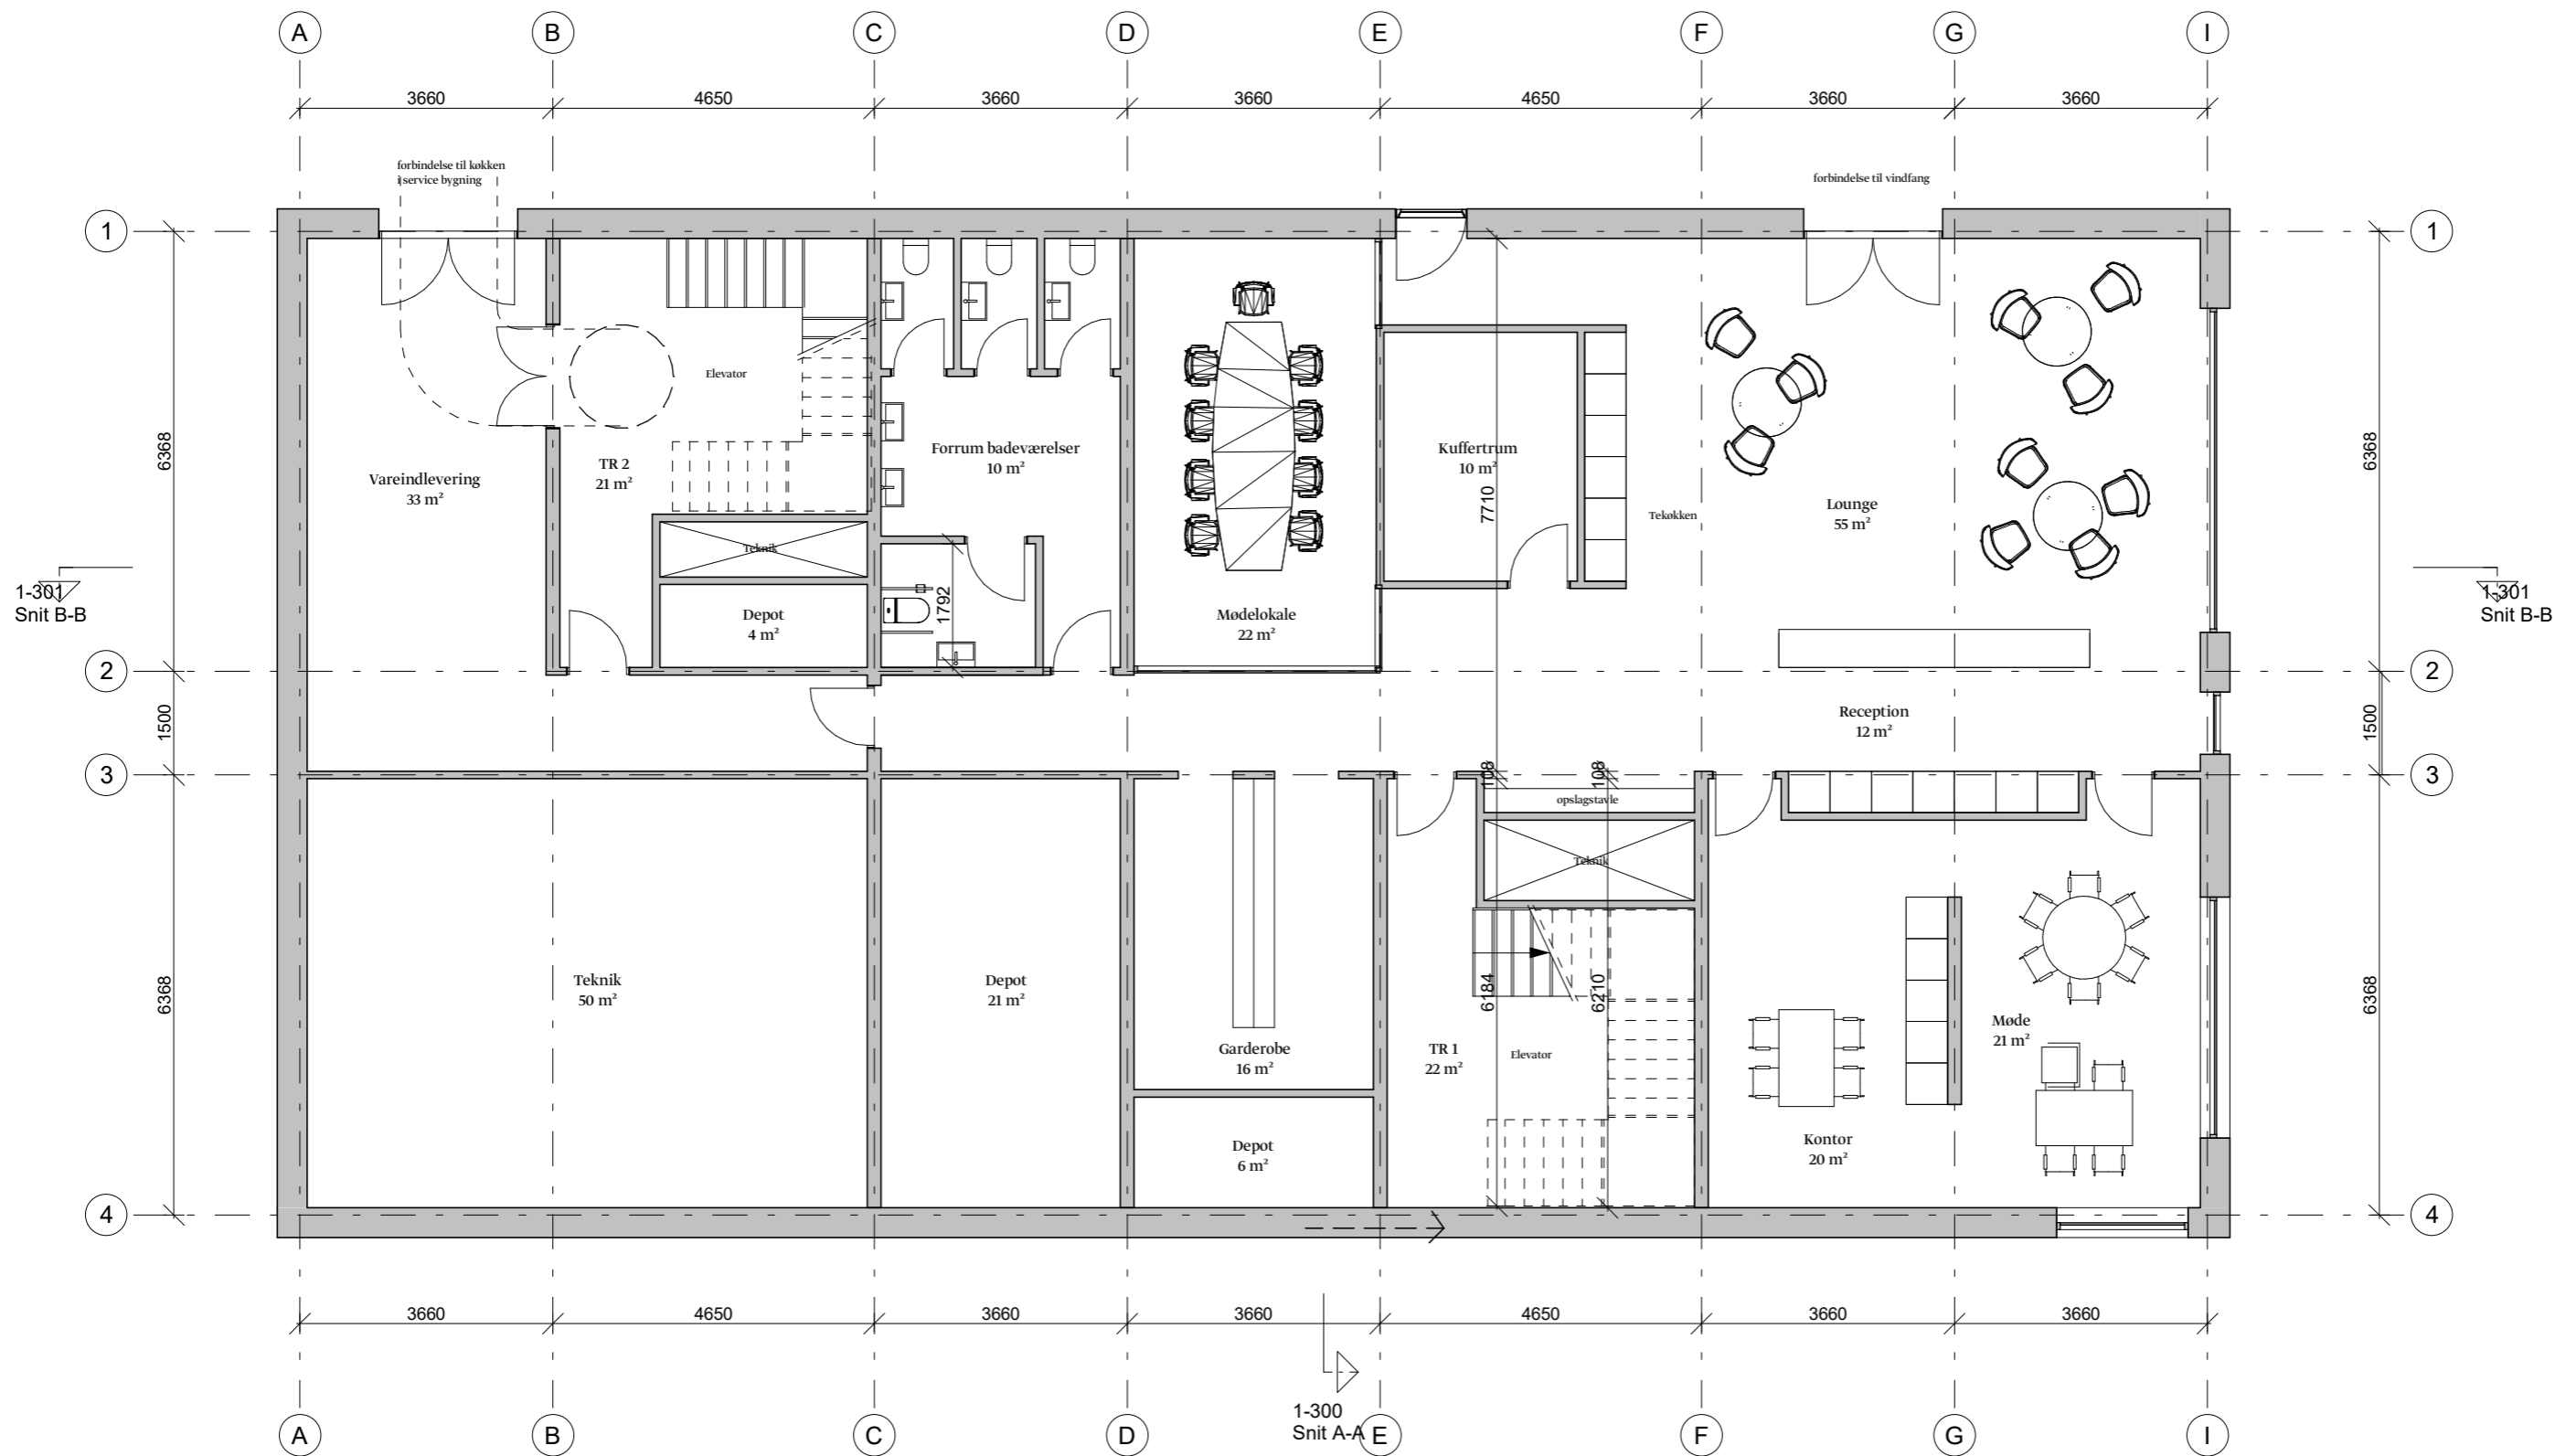 A B C D E F G I
3660 4650 3660 3660 4650 3660 3660
forbindelse til køkken
i service bygning
forbindelse til vindfang
1 1
Elevator
6368 6368
Vareindlevering
33 m²
TR 2
21 m²
Forrum badeværelser
10 m²
Kuffertrum
10 m²
7710
Tekøkken
Lounge
55 m²
Teknik
1-301
Snit B-B
1-301
Snit B-B
1792
Depot
4 m²
Mødelokale
22 m²
2 2
1500 1500
Reception
12 m²
3 3
108 108
opslagstavle
Teknik
6368 6368
Teknik
50 m²
Depot
21 m²
6184 6210
Garderobe
16 m²
TR 1
22 m²
Elevator
Møde
21 m²
Depot
6 m²
Kontor
20 m²
4 4
3660 4650 3660 3660 4650 3660 3660
1-300
Snit A-A
A B C D E F G I